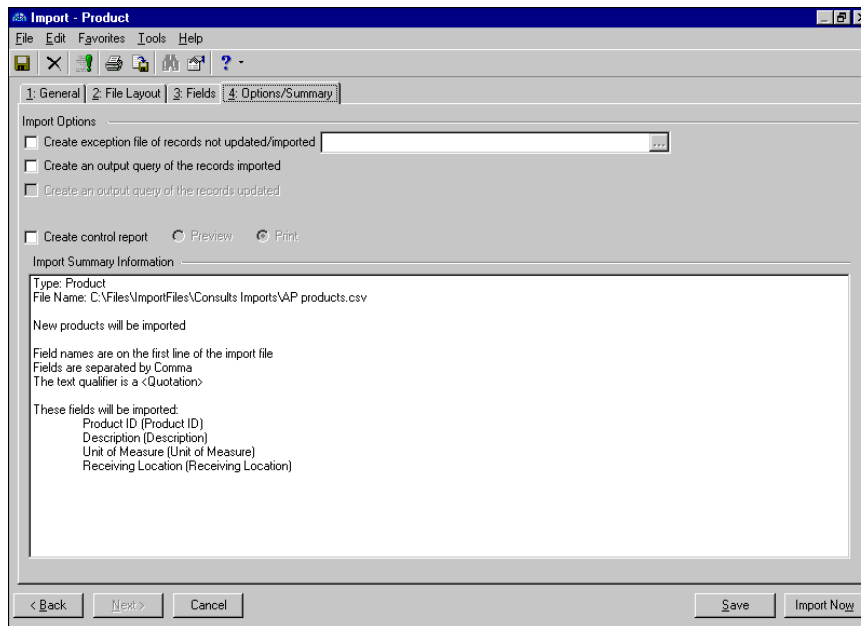 Import - Product
File Edit Favorites Tools Help
?
1: General 2: File Layout 3: Fields 4: Options/Summary
Import Options
Create exception file of records not updated/imported ...
Create an output query of the records imported
Create an output query of the records updated
Create control report Preview Print
Import Summary Information
Type: Product
File Name: C:\Files\ImportFiles\Consults Imports\AP products.csv
New products will be imported
Field names are on the first line of the import file
Fields are separated by Comma
The text qualifier is a <Quotation>
These fields will be imported:
Product ID (Product ID)
Description (Description)
Unit of Measure (Unit of Measure)
Receiving Location (Receiving Location)
< Back Next > Cancel Save Import Now